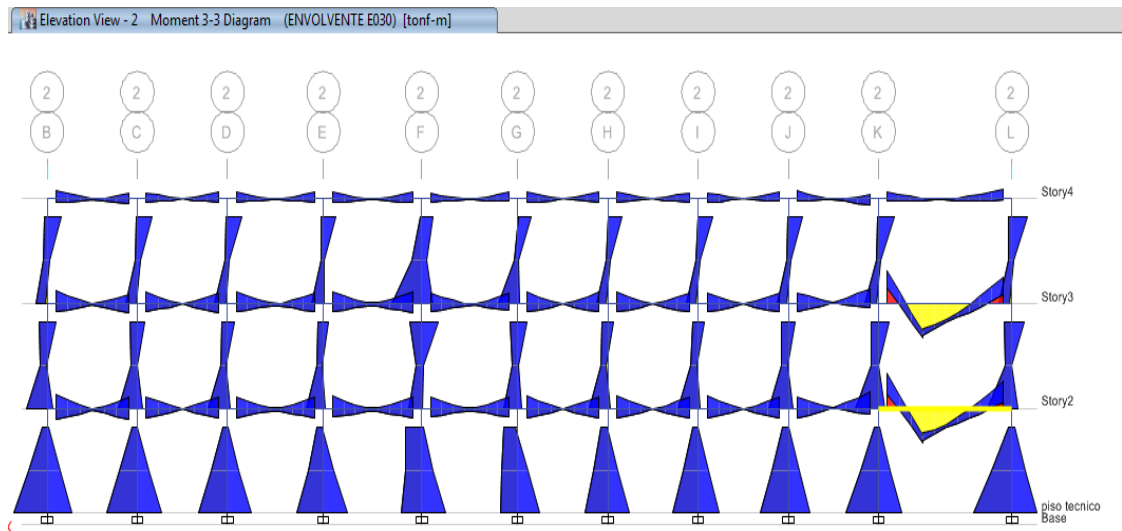 Elevation View - 2 Moment 3-3 Diagram (ENVOLVENTE E030) [tonf-m]
2 2 2 2 2 2 2 2 2 2 2
B C D E F G H I J K L
Story4
Story3
Story2
piso tecnico
Base